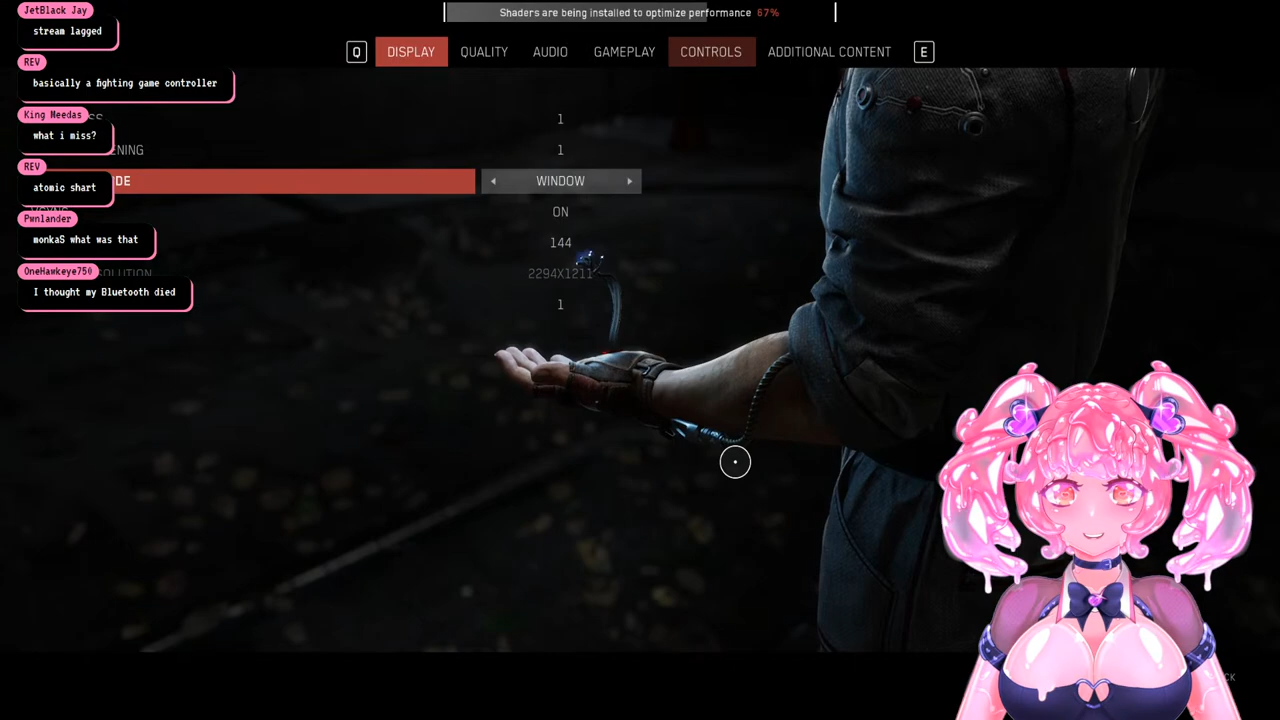 Shaders are being installed to optimize performance 67%
Q DISPLAY QUALITY AUDIO GAMEPLAY CONTROLS ADDITIONAL CONTENT E
JetBlack Jay
stream lagged
REV
basically a fighting game controller
King Meedas
what i miss?
REV
atomic shart
Pwnlander
monkaS what was that
OneHawkeye750
I thought my Bluetooth died
1
1
WINDOW
ON
144
2294X1211
1